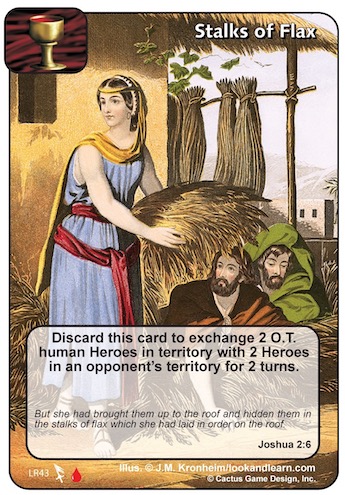 Stalks of Flax
Discard this card to exchange 2 O.T.
human Heroes in territory with 2 Heroes
in an opponent's territory for 2 turns.
But she had brought them up to the roof and hidden them in
the stalks of flax which she had laid in order on the roof.
Joshua 2:6
LR43
Illus. © J.M. Kronheim/lookandlearn.com
© Cactus Game Design, Inc.